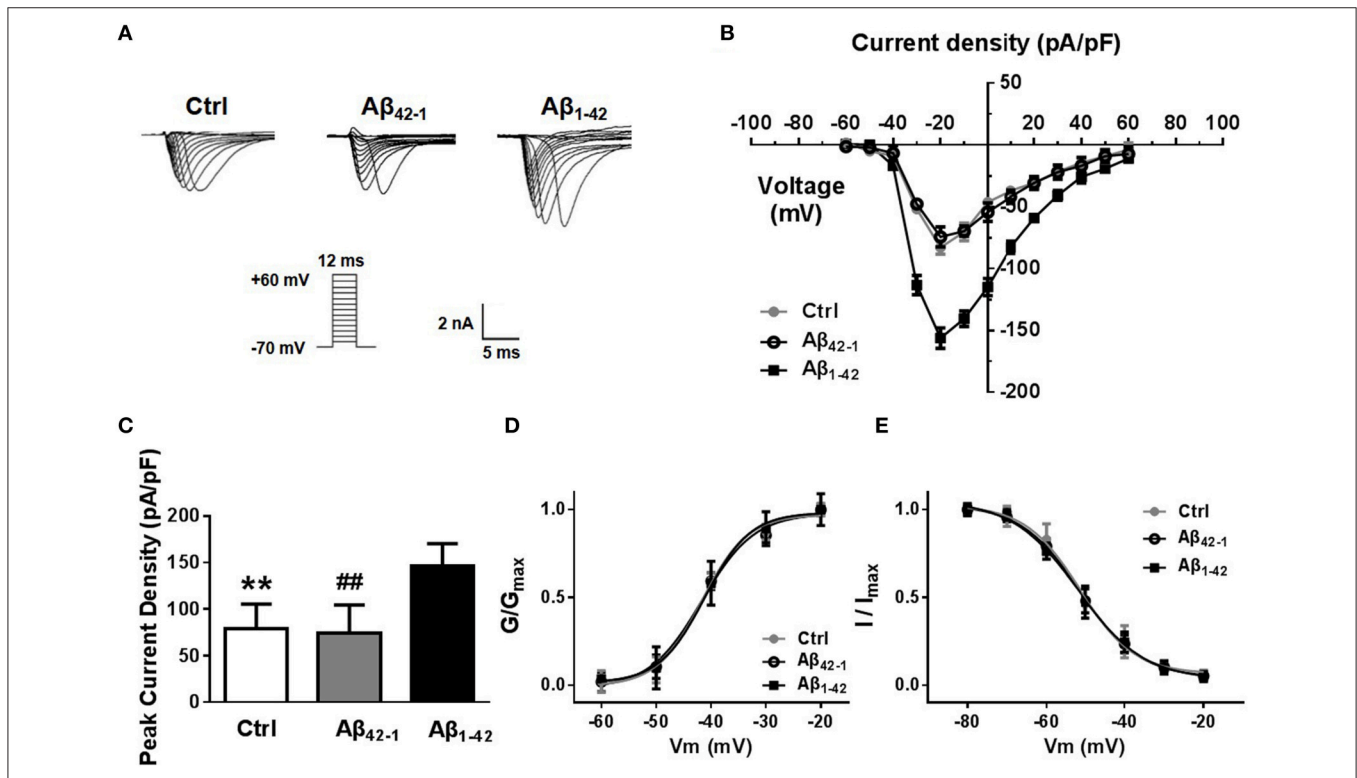 A
Ctrl
Aβ42-1
Aβ1-42
12 ms
+60 mV
-70 mV
2 nA
5 ms
B
Current density (pA/pF)
50
-100 -80 -60 -40 -20 20 40 60 80 100
Voltage
(mV)
-50
-100
-150
-200
Ctrl
Aβ42-1
Aβ1-42
C
Peak Current Density (pA/pF)
200
150
100
50
0
**
##
Ctrl
Aβ42-1
Aβ1-42
D
G/Gmax
1.0
0.5
0.0
Ctrl
Aβ42-1
Aβ1-42
-60 -50 -40 -30 -20
Vm (mV)
E
I / Imax
1.0
0.5
0.0
Ctrl
Aβ42-1
Aβ1-42
-80 -60 -40 -20
Vm (mV)